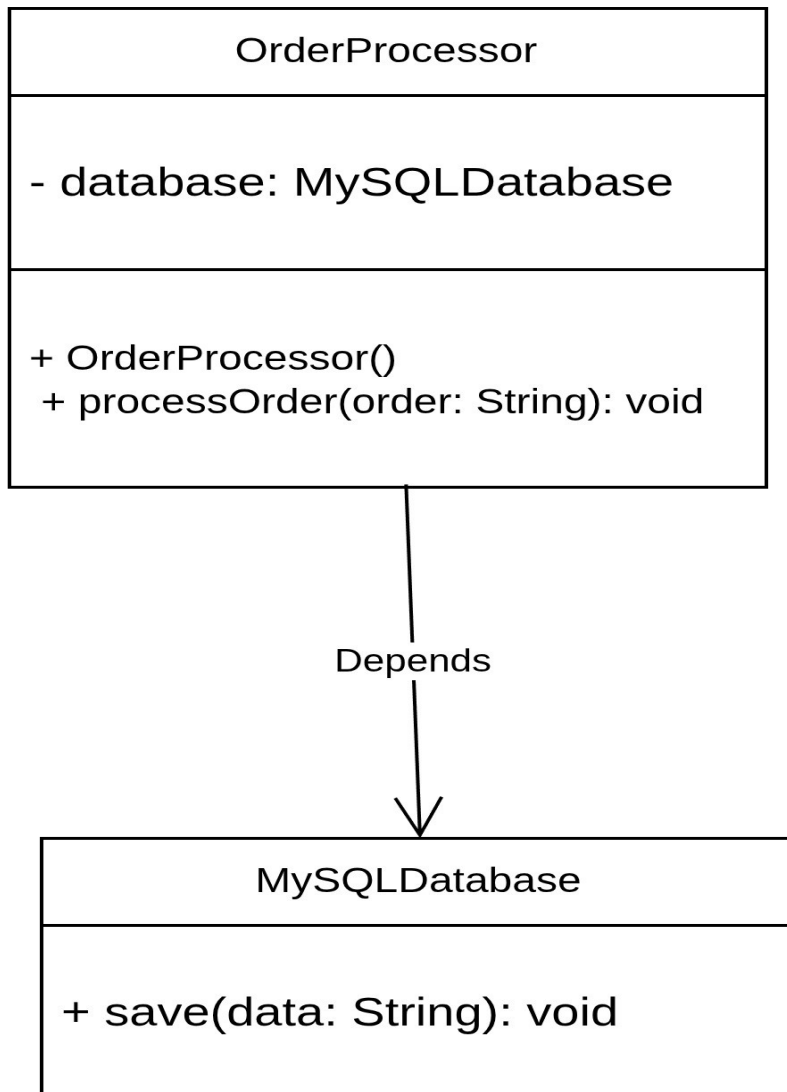 OrderProcessor
- database: MySQLDatabase
+ OrderProcessor()
+ processOrder(order: String): void
Depends
MySQLDatabase
+ save(data: String): void